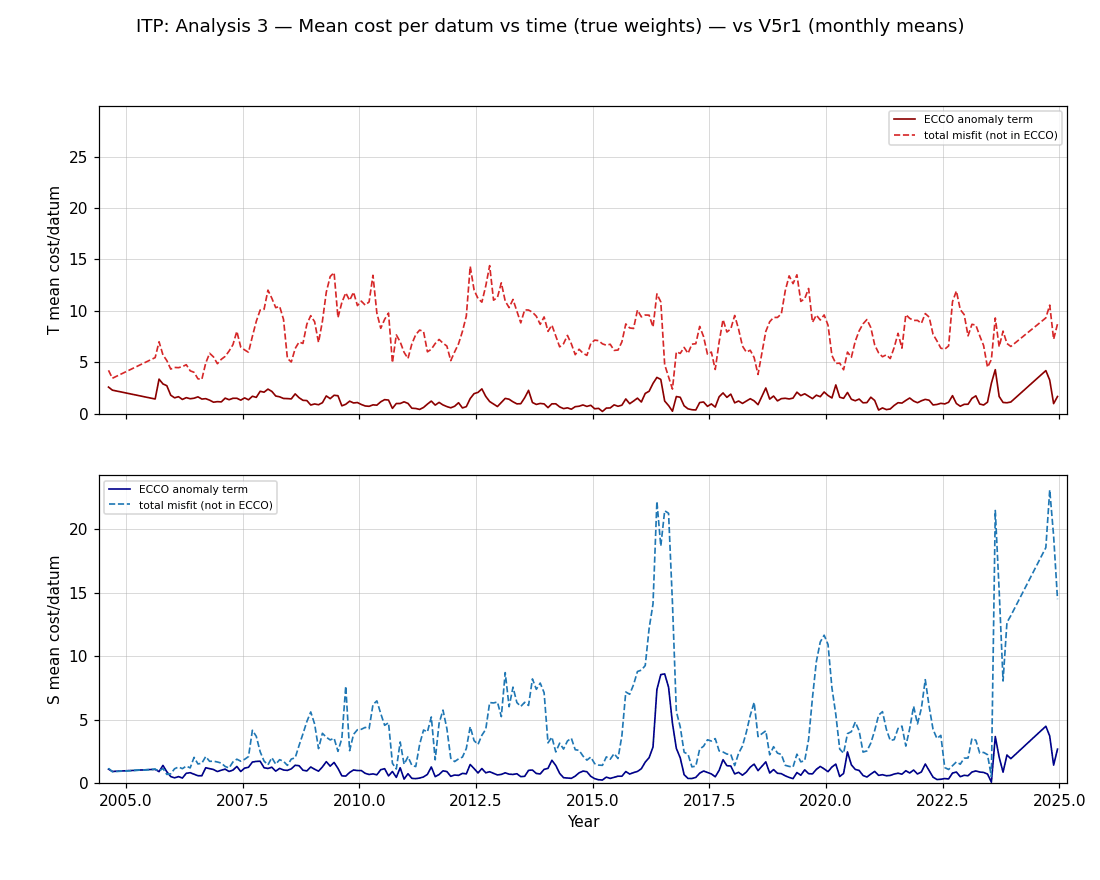 ITP: Analysis 3 — Mean cost per datum vs time (true weights) — vs V5r1 (monthly means)
T mean cost/datum
25
20
15
10
5
0
ECCO anomaly term
total misfit (not in ECCO)
S mean cost/datum
20
15
10
5
0
ECCO anomaly term
total misfit (not in ECCO)
2005.0 2007.5 2010.0 2012.5 2015.0 2017.5 2020.0 2022.5 2025.0
Year